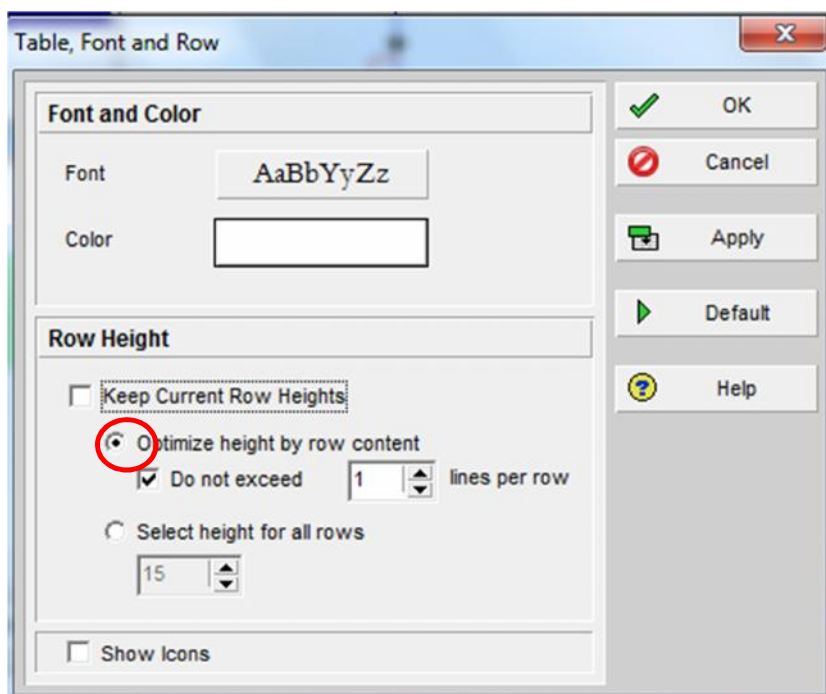 Table, Font and Row
Font and Color
Font
AaBbYyZz
Color
Row Height
Keep Current Row Heights
Optimize height by row content
Do not exceed 1 lines per row
Select height for all rows
15
Show Icons
OK
Cancel
Apply
Default
? Help